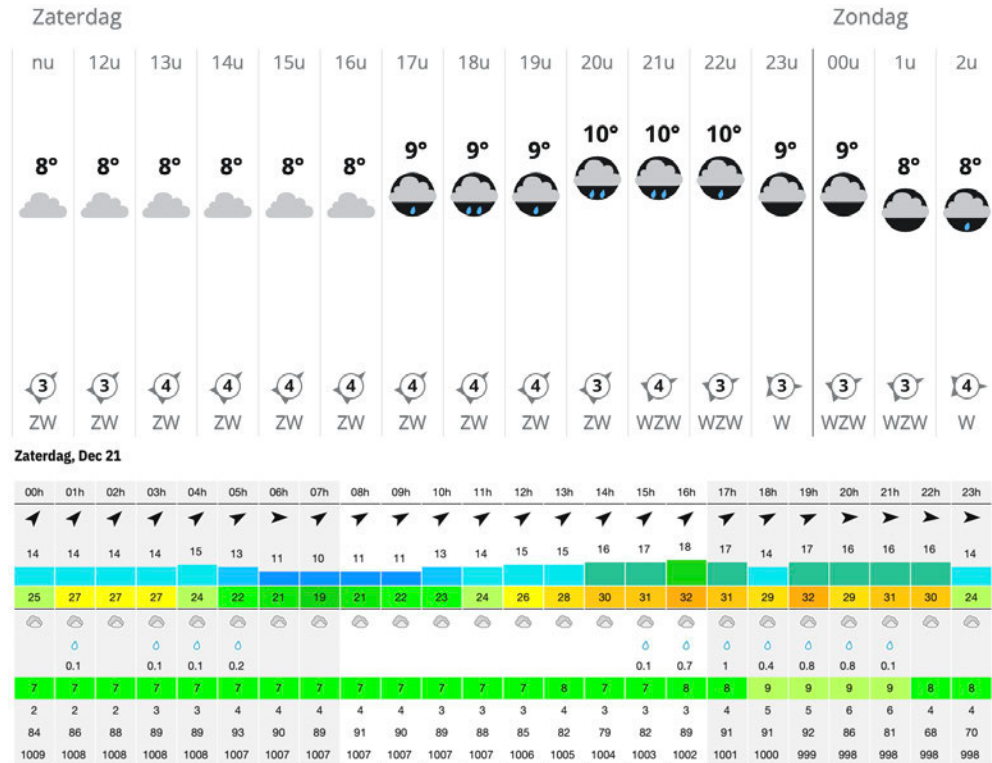 Zaterdag Zondag
nu 12u 13u 14u 15u 16u 17u 18u 19u 20u 21u 22u 23u 00u 1u 2u
8° 8° 8° 8° 8° 8° 9° 9° 9° 10° 10° 10° 9° 9° 8° 8°
3 3 4 4 4 4 4 4 4 3 4 3 3 3 3 4
ZW ZW ZW ZW ZW ZW ZW ZW ZW ZW WZW WZW W WZW WZW W
Zaterdag, Dec 21
00h 01h 02h 03h 04h 05h 06h 07h 08h 09h 10h 11h 12h 13h 14h 15h 16h 17h 18h 19h 20h 21h 22h 23h
14 14 14 14 15 13 11 10 11 11 13 14 15 15 16 17 18 17 14 17 16 16 16 14
25 27 27 27 24 22 21 19 21 22 23 24 26 28 30 31 32 31 29 32 29 31 30 24
0.1 0.1 0.1 0.2 0.1 0.7 1 0.4 0.8 0.8 0.1
7 7 7 7 7 7 7 7 7 7 7 7 7 8 7 7 8 8 9 9 9 9 8 8
2 2 2 3 3 4 4 4 4 4 3 3 3 4 3 3 3 4 5 5 6 6 4 4
84 86 88 89 89 93 90 89 91 90 89 88 85 82 79 82 89 91 91 92 86 81 68 70
1009 1008 1008 1008 1008 1007 1007 1007 1007 1007 1007 1007 1006 1005 1004 1003 1002 1001 1000 999 998 998 998 998